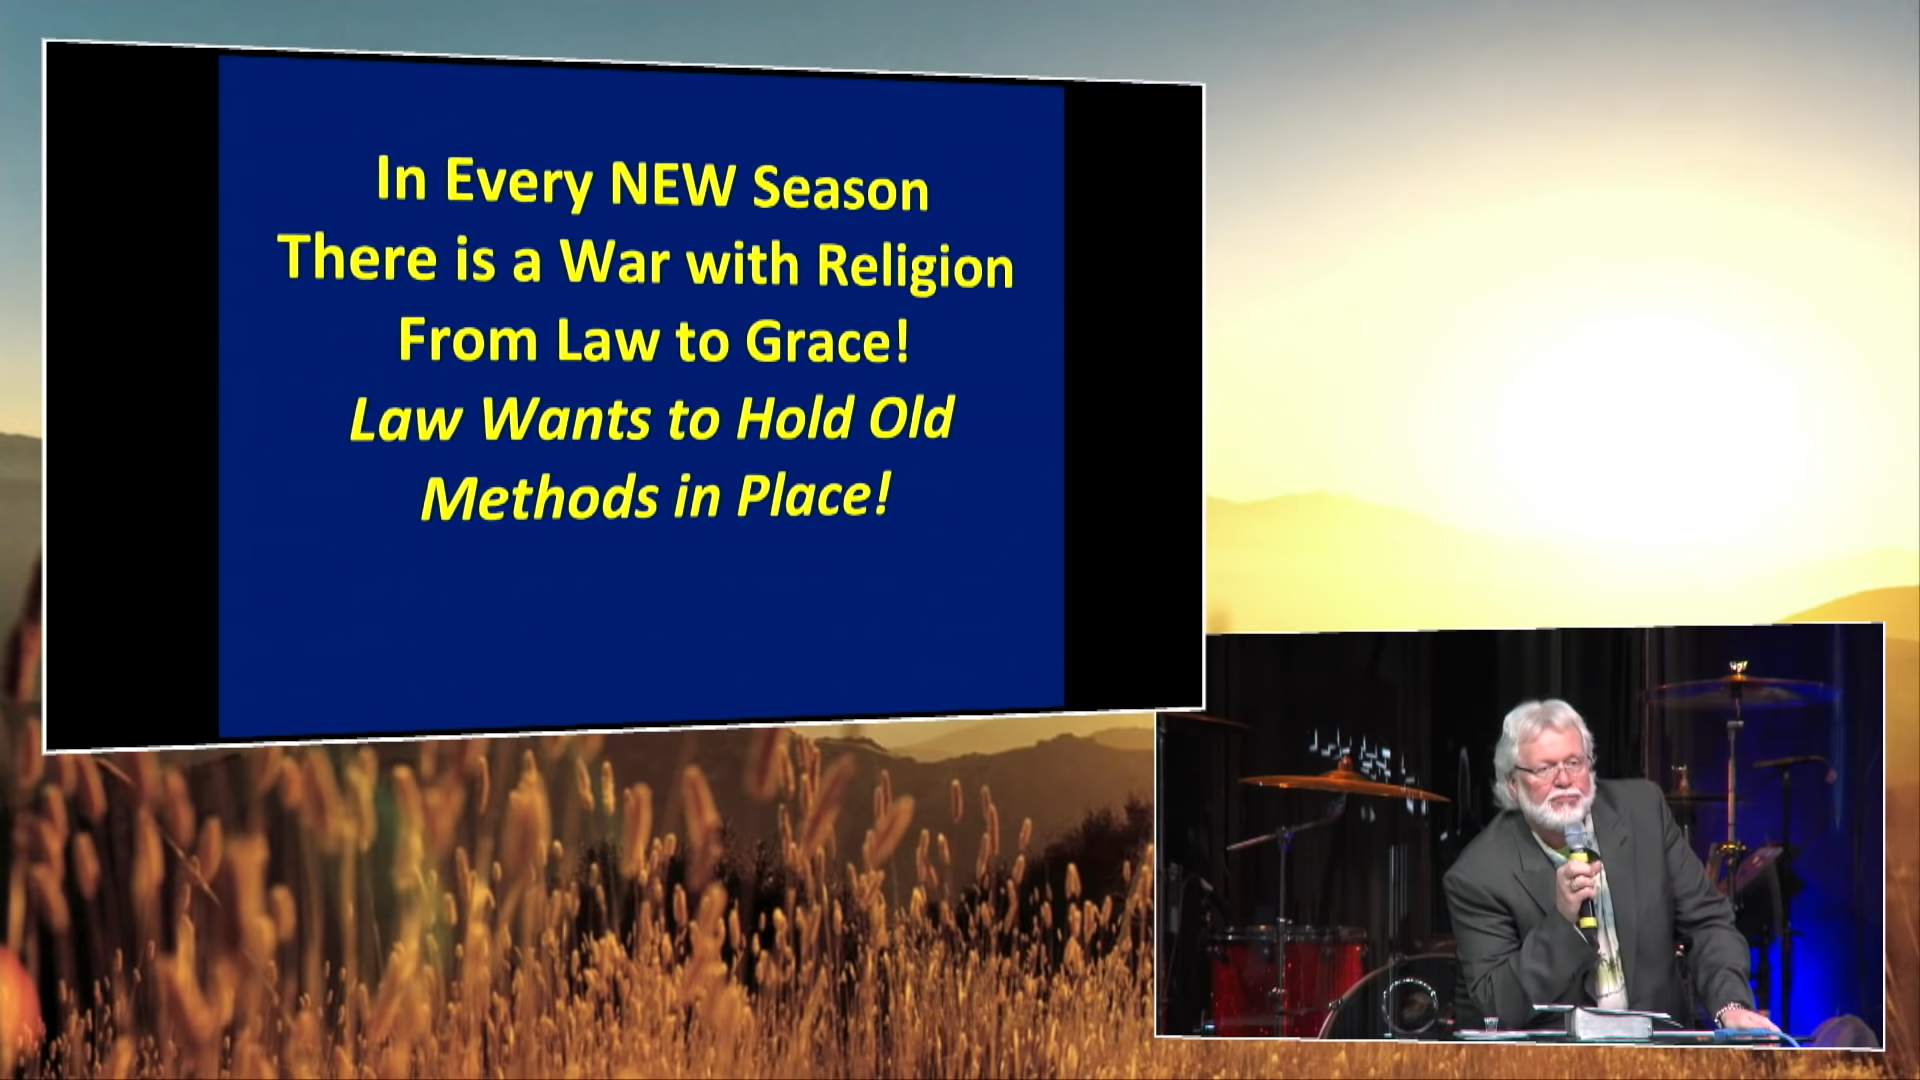 In Every NEW Season
There is a War with Religion
From Law to Grace!
Law Wants to Hold Old
Methods in Place!